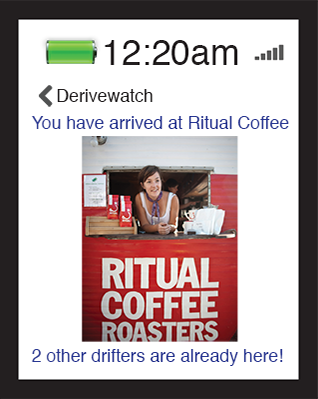 12:20am
Derivewatch
You have arrived at Ritual Coffee
RITUAL
COFFEE
ROASTERS
2 other drifters are already here!